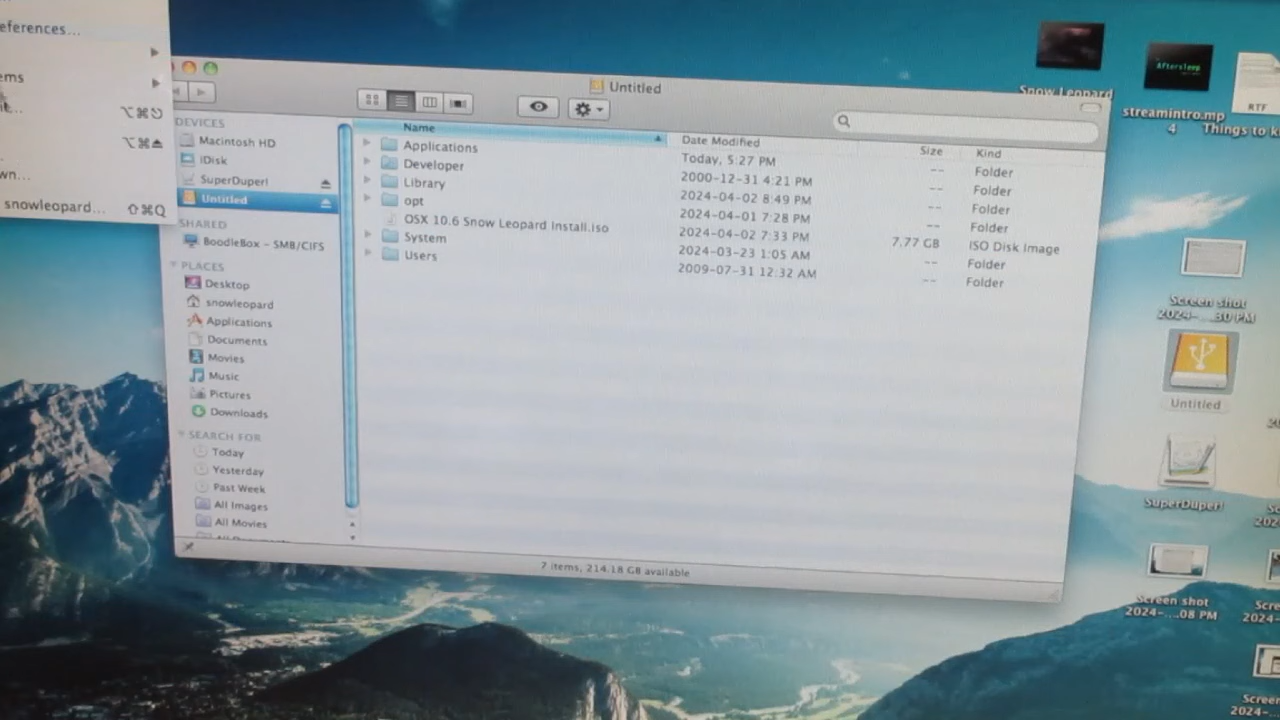 eferences...
ems
⌥⌘
⌥⌘⏏
wn...
snowleopard... ⇧⌘Q
Untitled
DEVICES
Macintosh HD
iDisk
SuperDuper!
Untitled
SHARED
BoodleBox - SMB/CIFS
PLACES
Desktop
snowleopard
Applications
Documents
Movies
Music
Pictures
Downloads
SEARCH FOR
Today
Yesterday
Past Week
All Images
All Movies
Name Date Modified Size Kind
Applications Today, 5:27 PM -- Folder
Developer 2000-12-31 4:21 PM -- Folder
Library 2024-04-02 8:49 PM -- Folder
opt 2024-04-01 7:28 PM -- Folder
OSX 10.6 Snow Leopard Install.iso 2024-04-02 7:33 PM 7.77 GB ISO Disk Image
System 2024-03-23 1:05 AM -- Folder
Users 2009-07-31 12:32 AM -- Folder
7 items, 214.18 GB available
Snow Leopard
Aftersleep
streamintro.mp
4
RTF
Things to k
Screen shot
2024-....30 PM
Untitled
SuperDuper!
Screen shot
2024-....08 PM
Scre
2024-
Scree
2024-